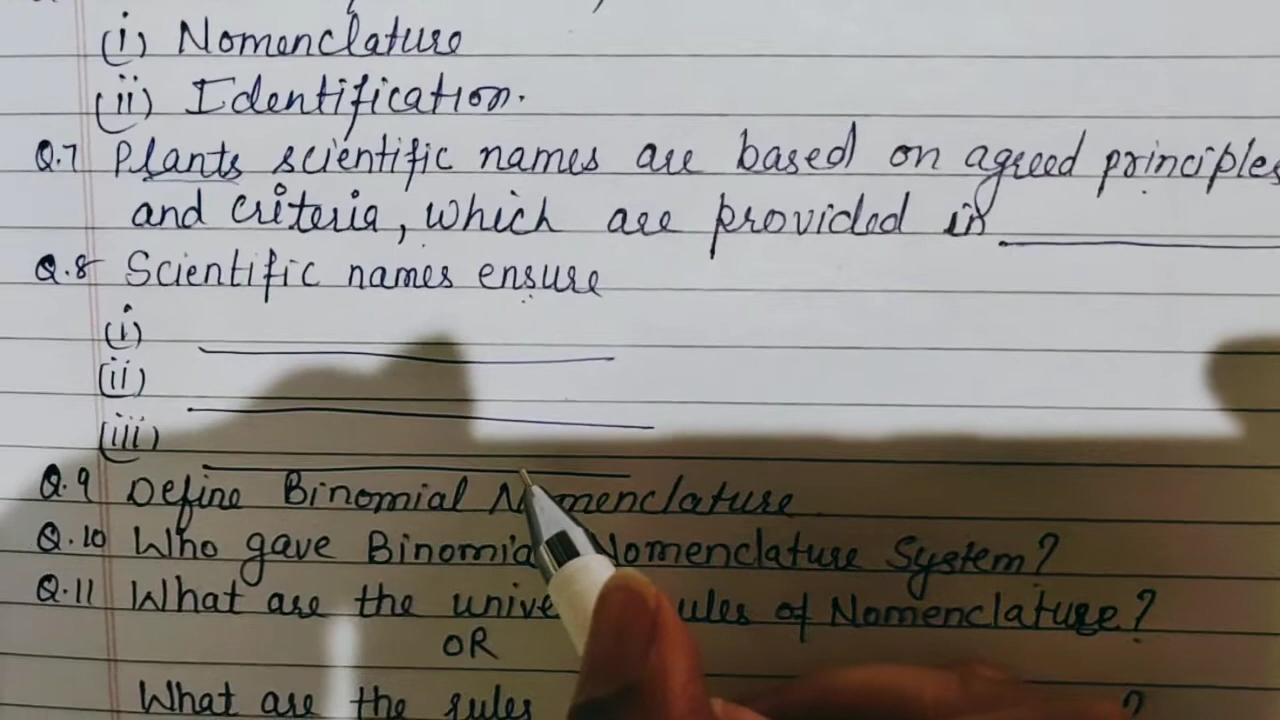 (i) Nomenclature
(ii) Identification.
Q.7 Plants scientific names are based on agreed principles
and criteria, which are provided in
Q.8 Scientific names ensure
(i)
(ii)
(iii)
Q.9 Define Binomial Nomenclature
Q.10 Who gave Binomial Nomenclature System?
Q.11 What are the of Nomenclature?
OR
What are the rules ?